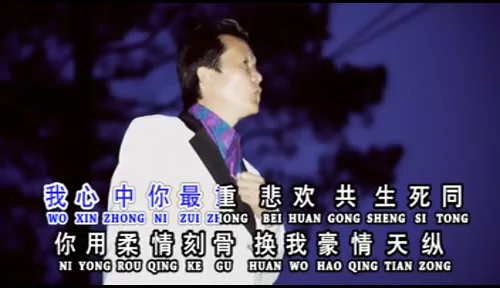 我心中你最重 悲欢共生死同
WO XIN ZHONG NI ZUI ZHONG BEI HUAN GONG SHENG SI TONG
你用柔情刻骨 换我豪情天纵
NI YONG ROU QING KE GU HUAN WO HAO QING TIAN ZONG